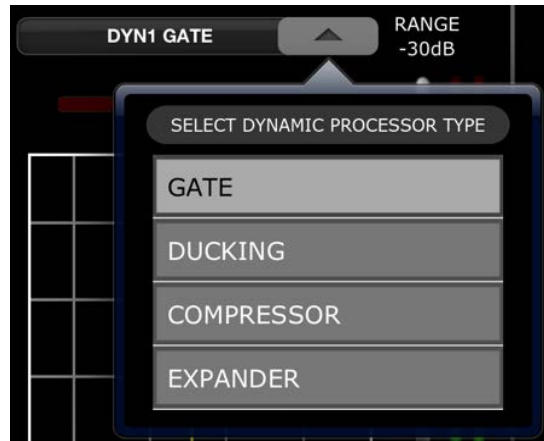 DYN1 GATE
RANGE
-30dB
SELECT DYNAMIC PROCESSOR TYPE
GATE
DUCKING
COMPRESSOR
EXPANDER